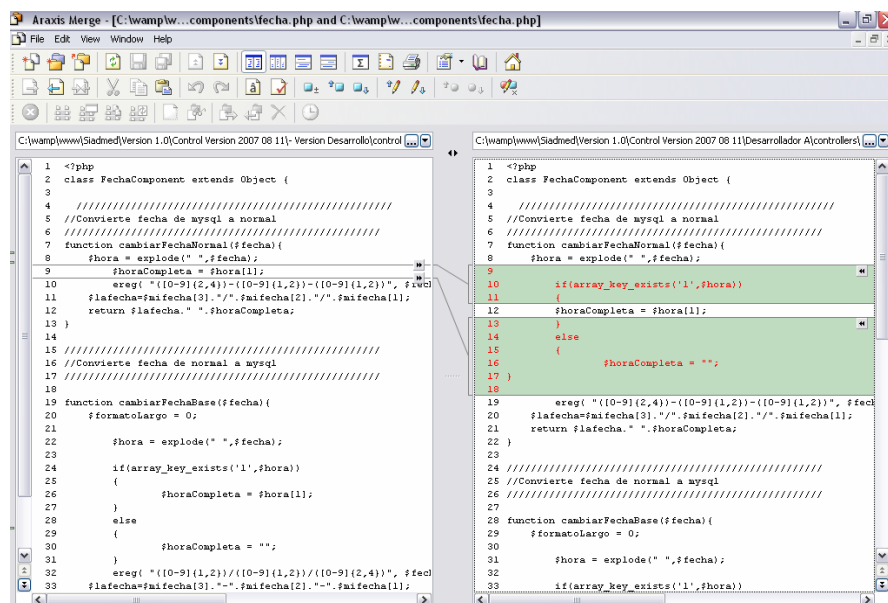 Araxis Merge - [C:\wamp\w...components\fecha.php and C:\wamp\w...components\fecha.php]
File Edit View Window Help
C:\wamp\www\Siadmed\Version 1.0\Control Version 2007 08 11\- Version Desarrollo\control ...
1 <?php
2 class FechaComponent extends Object {
3
4 ////////////////////////////////////////////////////
5 //Convierte fecha de mysql a normal
6 ////////////////////////////////////////////////////
7 function cambiarFechaNormal($fecha){
8 $hora = explode(" ",$fecha);
9 $horaCompleta = $hora[1];
10 ereg( "([0-9]{2,4})-([0-9]{1,2})-([0-9]{1,2})", $fech
11 $lafecha=$mifecha[3]."/".$mifecha[2]."/".$mifecha[1];
12 return $lafecha." ".$horaCompleta;
13 }
14
15 ////////////////////////////////////////////////////
16 //Convierte fecha de normal a mysql
17 ////////////////////////////////////////////////////
18
19 function cambiarFechaBase($fecha){
20 $formatoLargo = 0;
21
22 $hora = explode(" ",$fecha);
23
24 if(array_key_exists('1',$hora))
25 {
26 $horaCompleta = $hora[1];
27 }
28 else
29 {
30 $horaCompleta = "";
31 }
32 ereg( "([0-9]{1,2})/([0-9]{1,2})/([0-9]{2,4})", $fecl
33 $lafecha=$mifecha[3]."-".$mifecha[2]."-".$mifecha[1];
C:\wamp\www\Siadmed\Version 1.0\Control Version 2007 08 11\Desarrollador A\controllers\ ...
1 <?php
2 class FechaComponent extends Object {
3
4 ////////////////////////////////////////////////////
5 //Convierte fecha de mysql a normal
6 ////////////////////////////////////////////////////
7 function cambiarFechaNormal($fecha){
8 $hora = explode(" ",$fecha);
9
10 if(array_key_exists('1',$hora))
11 {
12 $horaCompleta = $hora[1];
13 }
14 else
15 {
16 $horaCompleta = "";
17 }
18
19 ereg( "([0-9]{2,4})-([0-9]{1,2})-([0-9]{1,2})", $fecl
20 $lafecha=$mifecha[3]."/".$mifecha[2]."/".$mifecha[1];
21 return $lafecha." ".$horaCompleta;
22 }
23
24 ////////////////////////////////////////////////////
25 //Convierte fecha de normal a mysql
26 ////////////////////////////////////////////////////
27
28 function cambiarFechaBase($fecha){
29 $formatoLargo = 0;
30
31 $hora = explode(" ",$fecha);
32
33 if(array_key_exists('1',$hora))